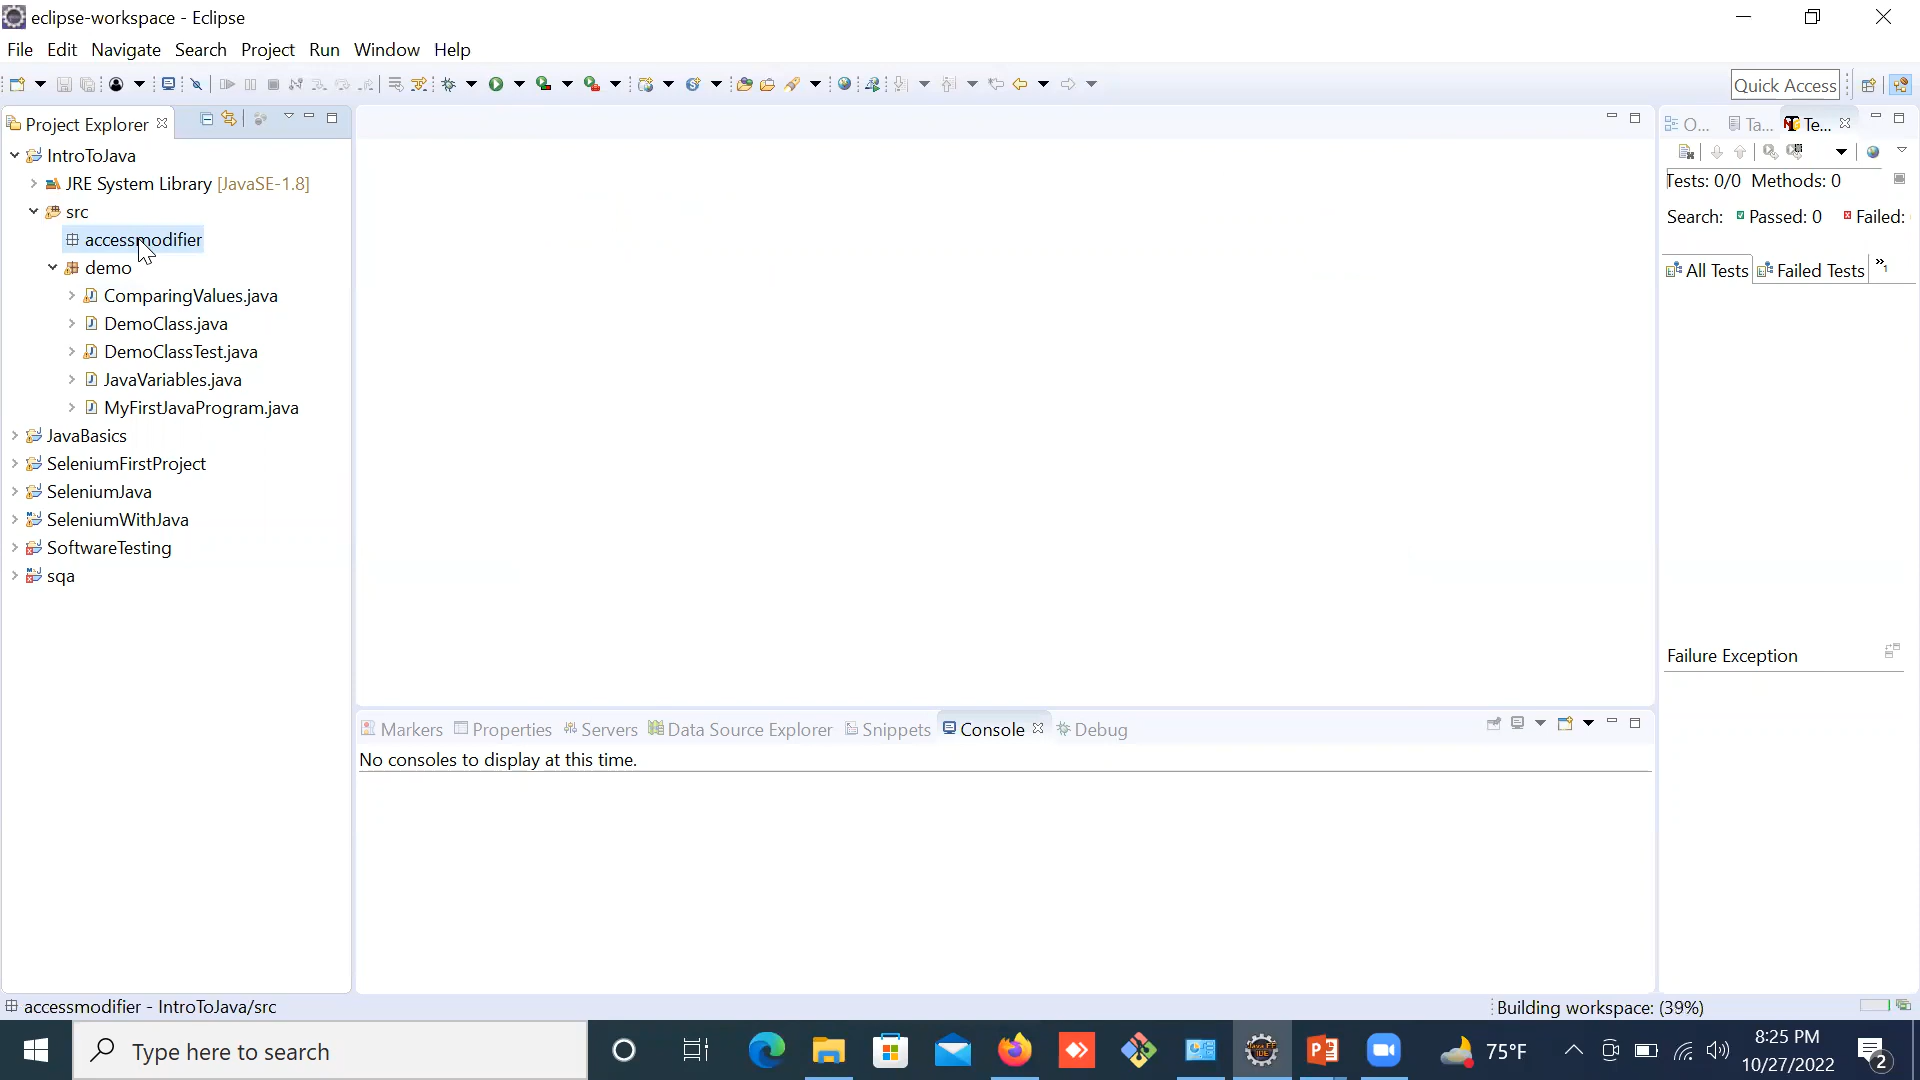 eclipse-workspace - Eclipse
File Edit Navigate Search Project Run Window Help
Quick Access
Project Explorer
O... Ta... Te...
IntroToJava
JRE System Library [JavaSE-1.8]
src
accessmodifier
demo
ComparingValues.java
DemoClass.java
DemoClassTest.java
JavaVariables.java
MyFirstJavaProgram.java
JavaBasics
SeleniumFirstProject
SeleniumJava
SeleniumWithJava
SoftwareTesting
sqa
Tests: 0/0 Methods: 0
Search: Passed: 0 Failed:
All Tests Failed Tests »1
Failure Exception
Markers Properties Servers Data Source Explorer Snippets Console Debug
No consoles to display at this time.
accessmodifier - IntroToJava/src
Building workspace: (39%)
Type here to search
75°F
8:25 PM
10/27/2022
2